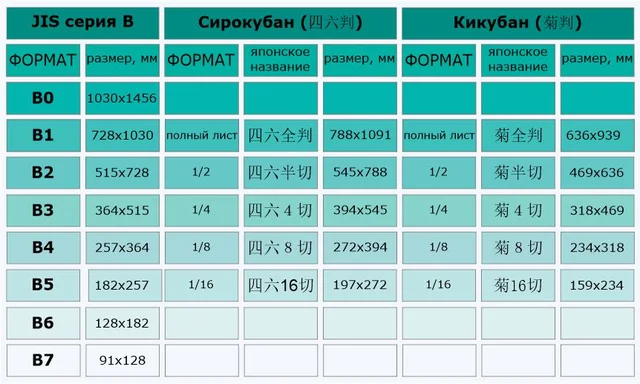 JIS серия B Сирокубан (四六判) Кикубан (菊判)
ФОРМАТ размер, мм ФОРМАТ японское название размер, мм ФОРМАТ японское название размер, мм
B0 1030x1456
B1 728x1030 полный лист 四六全判 788x1091 полный лист 菊全判 636x939
B2 515x728 1/2 四六半切 545x788 1/2 菊半切 469x636
B3 364x515 1/4 四六4切 394x545 1/4 菊4切 318x469
B4 257x364 1/8 四六8切 272x394 1/8 菊8切 234x318
B5 182x257 1/16 四六16切 197x272 1/16 菊16切 159x234
B6 128x182
B7 91x128